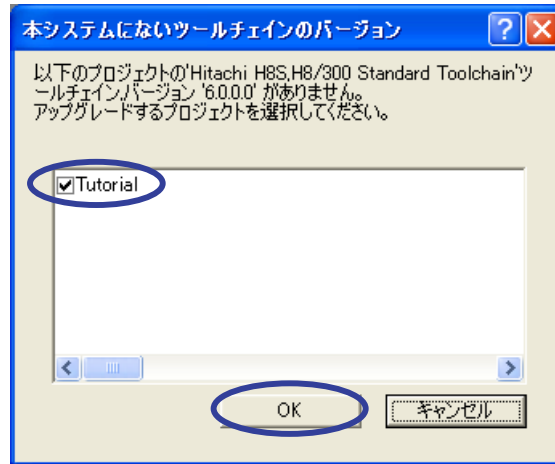 本システムにないツールチェインのバージョン
以下のプロジェクトの'Hitachi H8S,H8/300 Standard Toolchain'ツ
ールチェイン,バージョン '6.0.0.0' がありません。
アップグレードするプロジェクトを選択してください。
Tutorial
OK
キャンセル